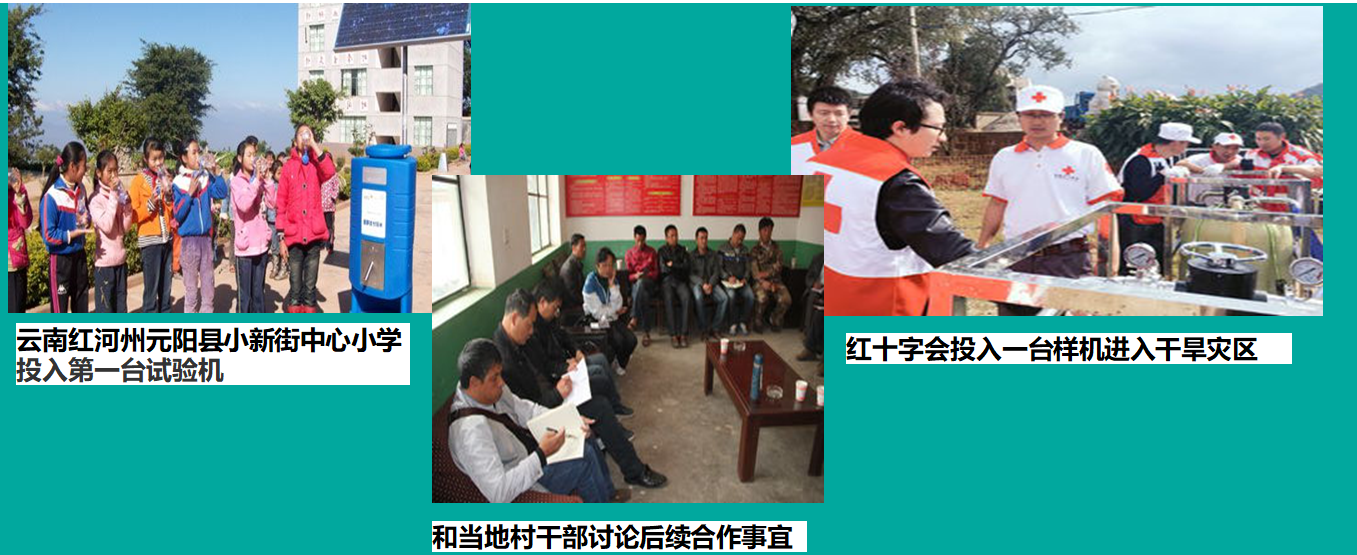 云南红河州元阳县小新街中心小学
投入第一台试验机
和当地村干部讨论后续合作事宜
红十字会投入一台样机进入干旱灾区